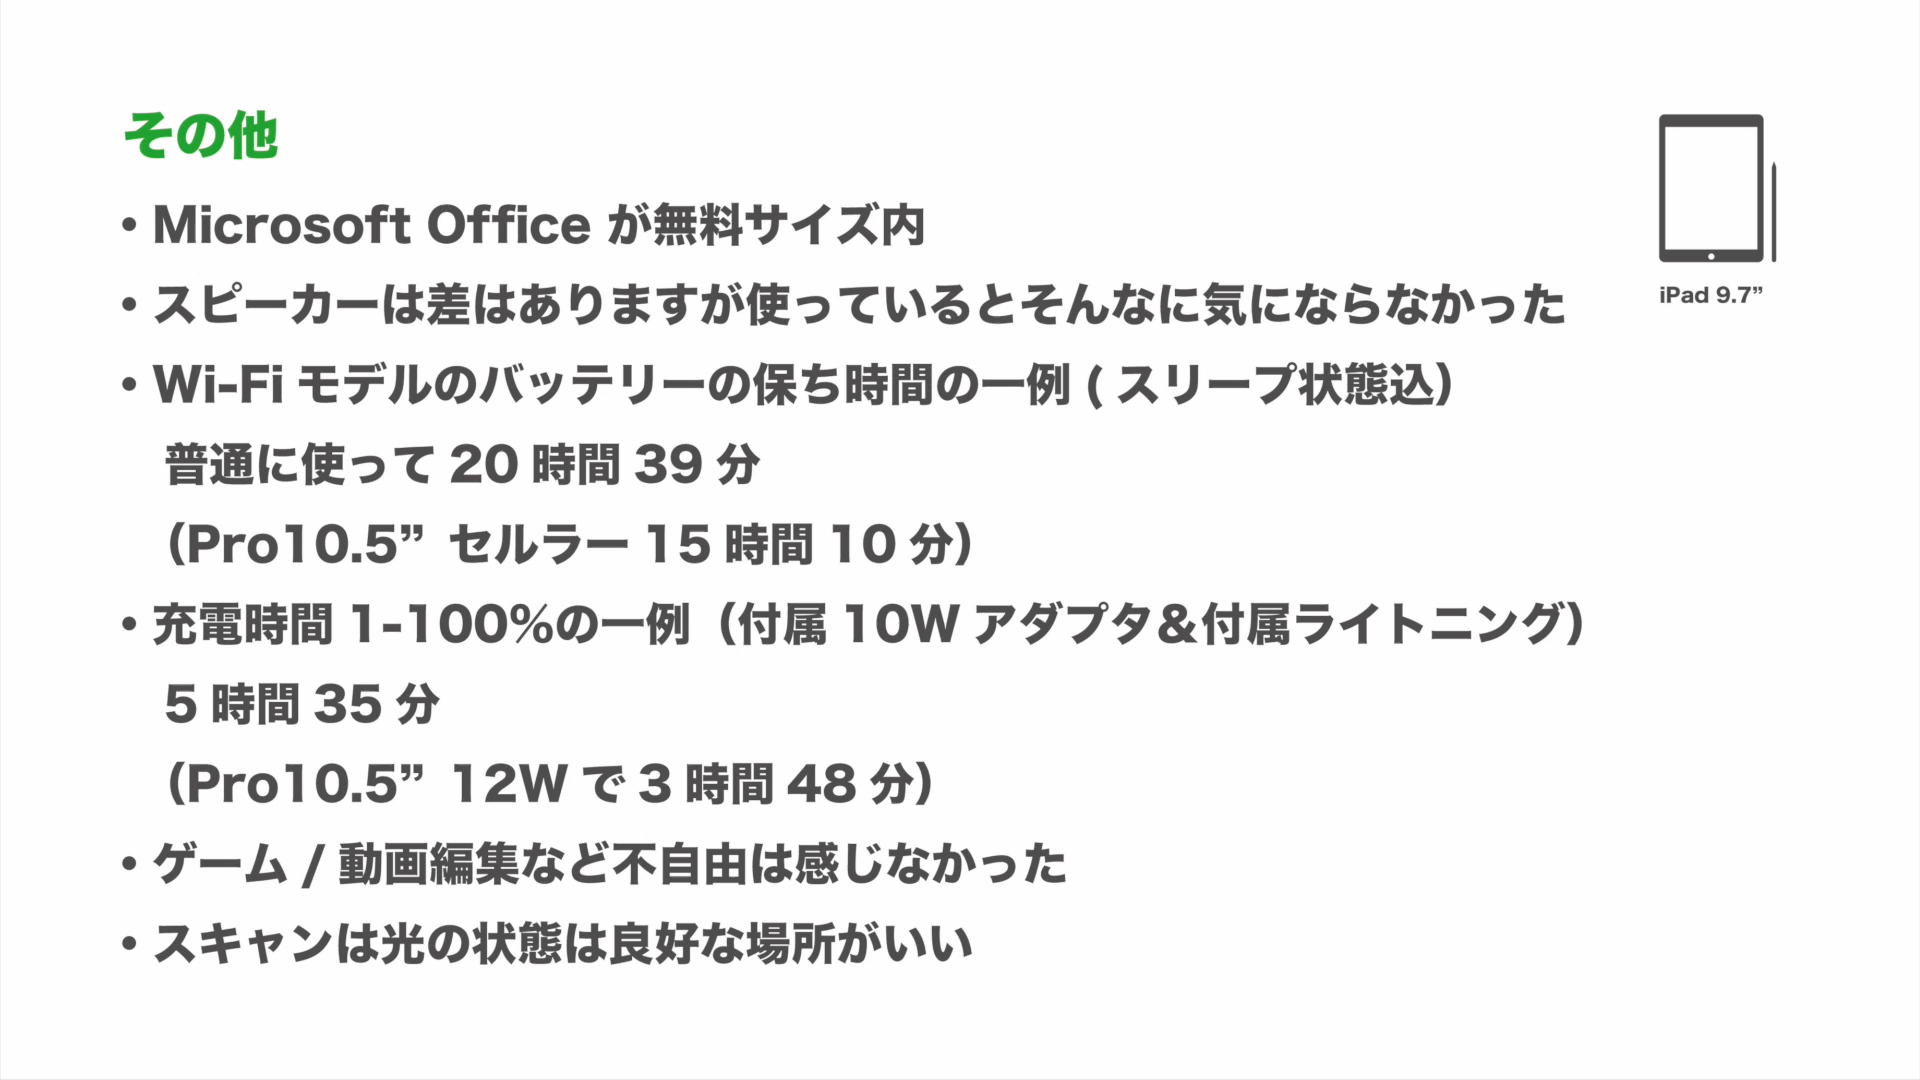 その他
・Microsoft Office が無料サイズ内
・スピーカーは差はありますが使っているとそんなに気にならなかった
・Wi-Fi モデルのバッテリーの保ち時間の一例 ( スリープ状態込）
普通に使って 20 時間 39 分
（Pro10.5” セルラー 15 時間 10 分）
・充電時間 1-100%の一例（付属 10W アダプタ＆付属ライトニング）
5 時間 35 分
（Pro10.5” 12W で 3 時間 48 分）
・ゲーム / 動画編集など不自由は感じなかった
・スキャンは光の状態は良好な場所がいい
iPad 9.7”